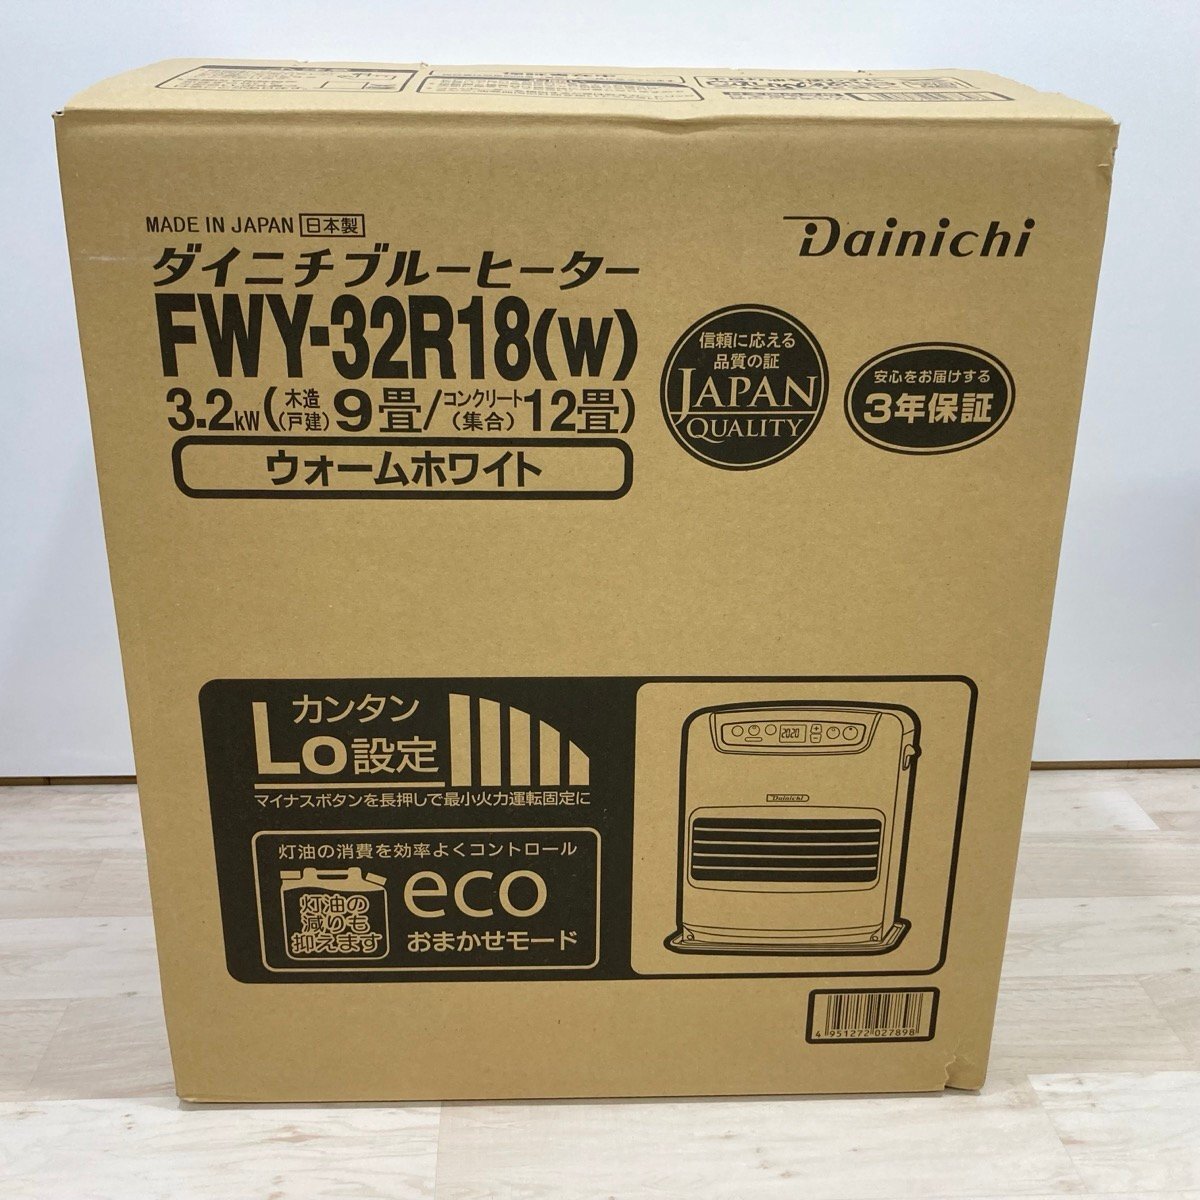 MADE IN JAPAN 日本製
Dainichi
ダイニチブルーヒーター
FWY-32R18(W)
3.2kW(木造(戸建)9畳/コンクリート(集合)12畳)
ウォームホワイト
信頼に応える
品質の証
JAPAN
QUALITY
安心をお届けする
3年保証
カンタン
Lo設定
マイナスボタンを長押しで最小火力運転固定に
灯油の消費を効率よくコントロール
灯油の
減りも
抑えます
eco
おまかせモード
2020
Dainichi
4 951272 027898